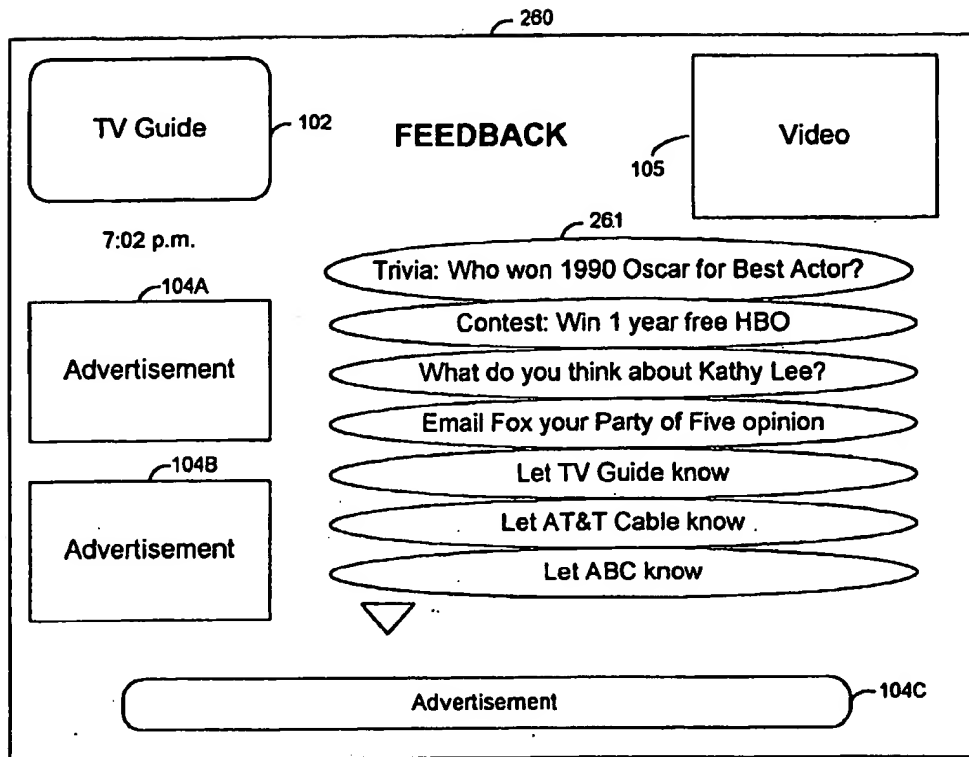 260
TV Guide
102
FEEDBACK
105
Video
7:02 p.m.
261
Trivia: Who won 1990 Oscar for Best Actor?
104A
Contest: Win 1 year free HBO
Advertisement
What do you think about Kathy Lee?
Email Fox your Party of Five opinion
104B
Let TV Guide know
Advertisement
Let AT&T Cable know
Let ABC know
Advertisement
104C